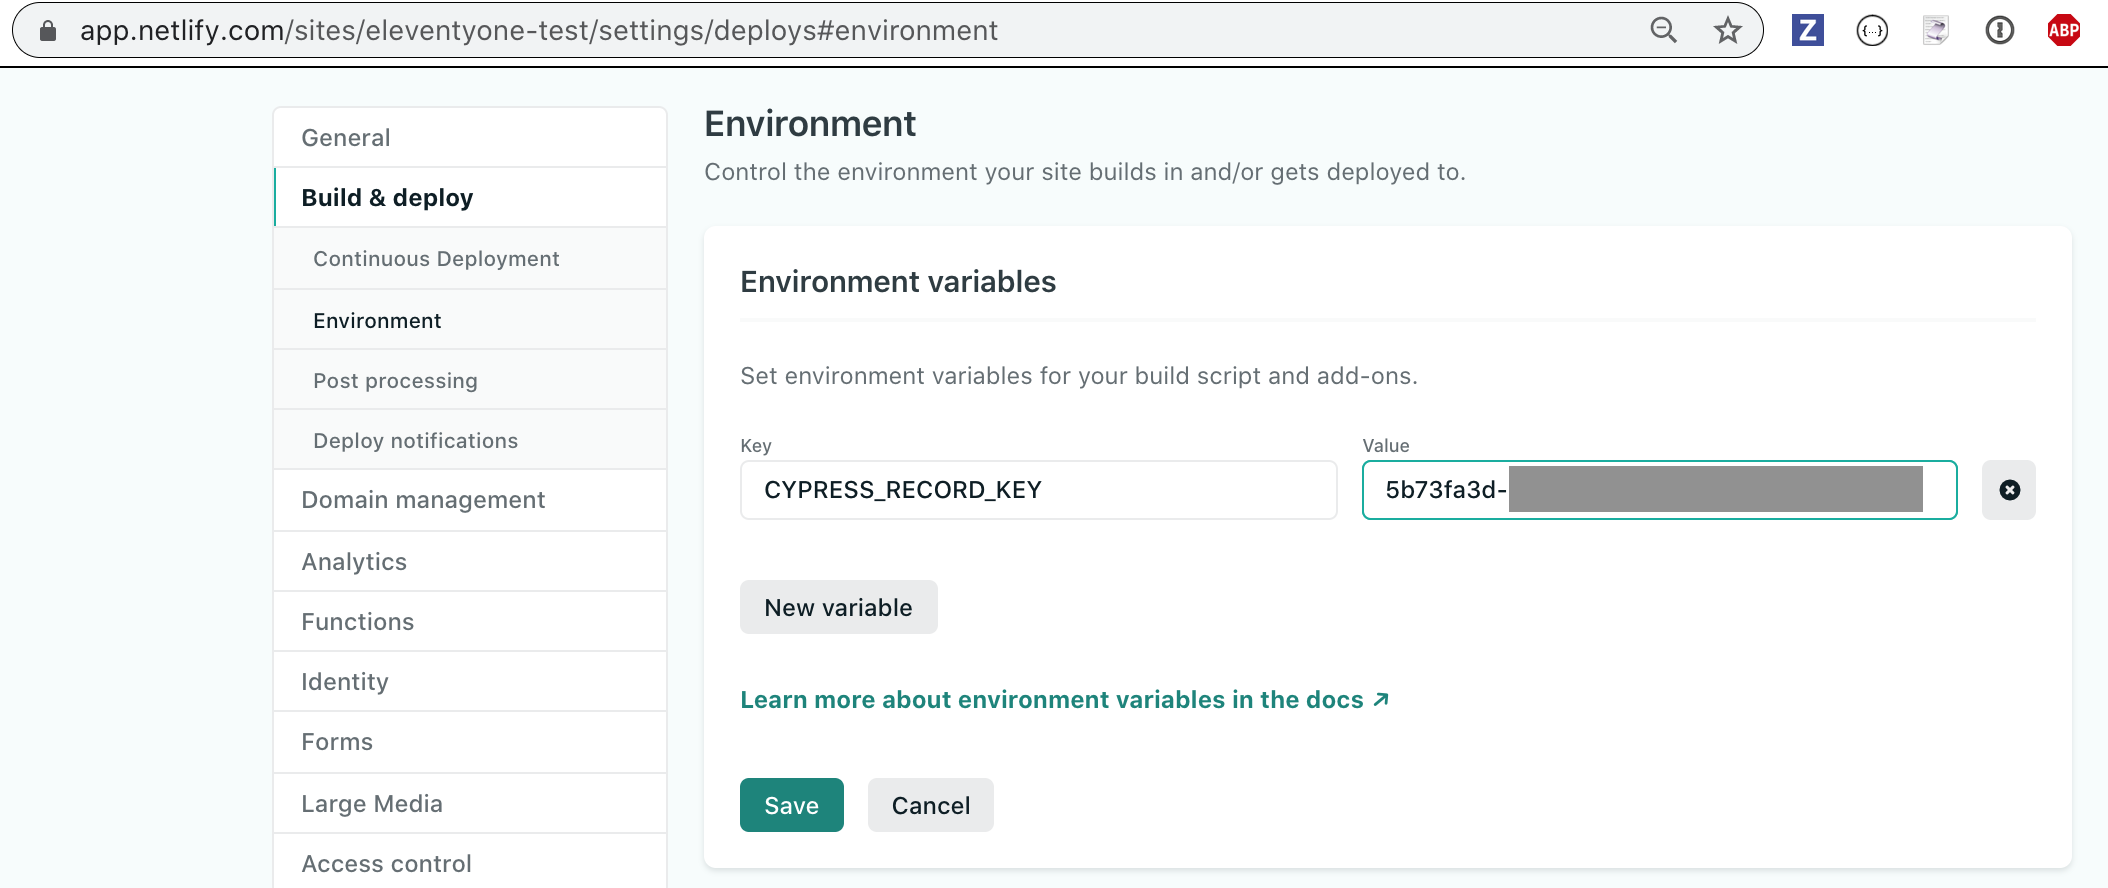 app.netlify.com/sites/eleventyone-test/settings/deploys#environment
Z
{...}
ABP
General
Build & deploy
Continuous Deployment
Environment
Post processing
Deploy notifications
Domain management
Analytics
Functions
Identity
Forms
Large Media
Access control
Environment
Control the environment your site builds in and/or gets deployed to.
Environment variables
Set environment variables for your build script and add-ons.
Key
Value
CYPRESS_RECORD_KEY
5b73fa3d-
New variable
Learn more about environment variables in the docs ↗
Save
Cancel